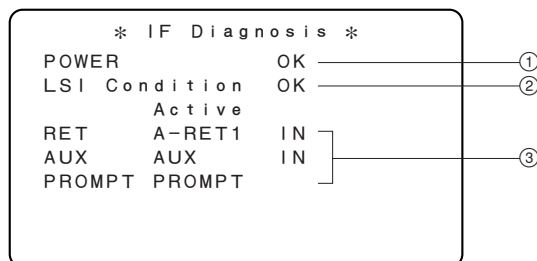 * IF Diagnosis *
POWER OK ①
LSI Condition OK ②
Active
RET A-RET1 IN
AUX AUX IN ③
PROMPT PROMPT